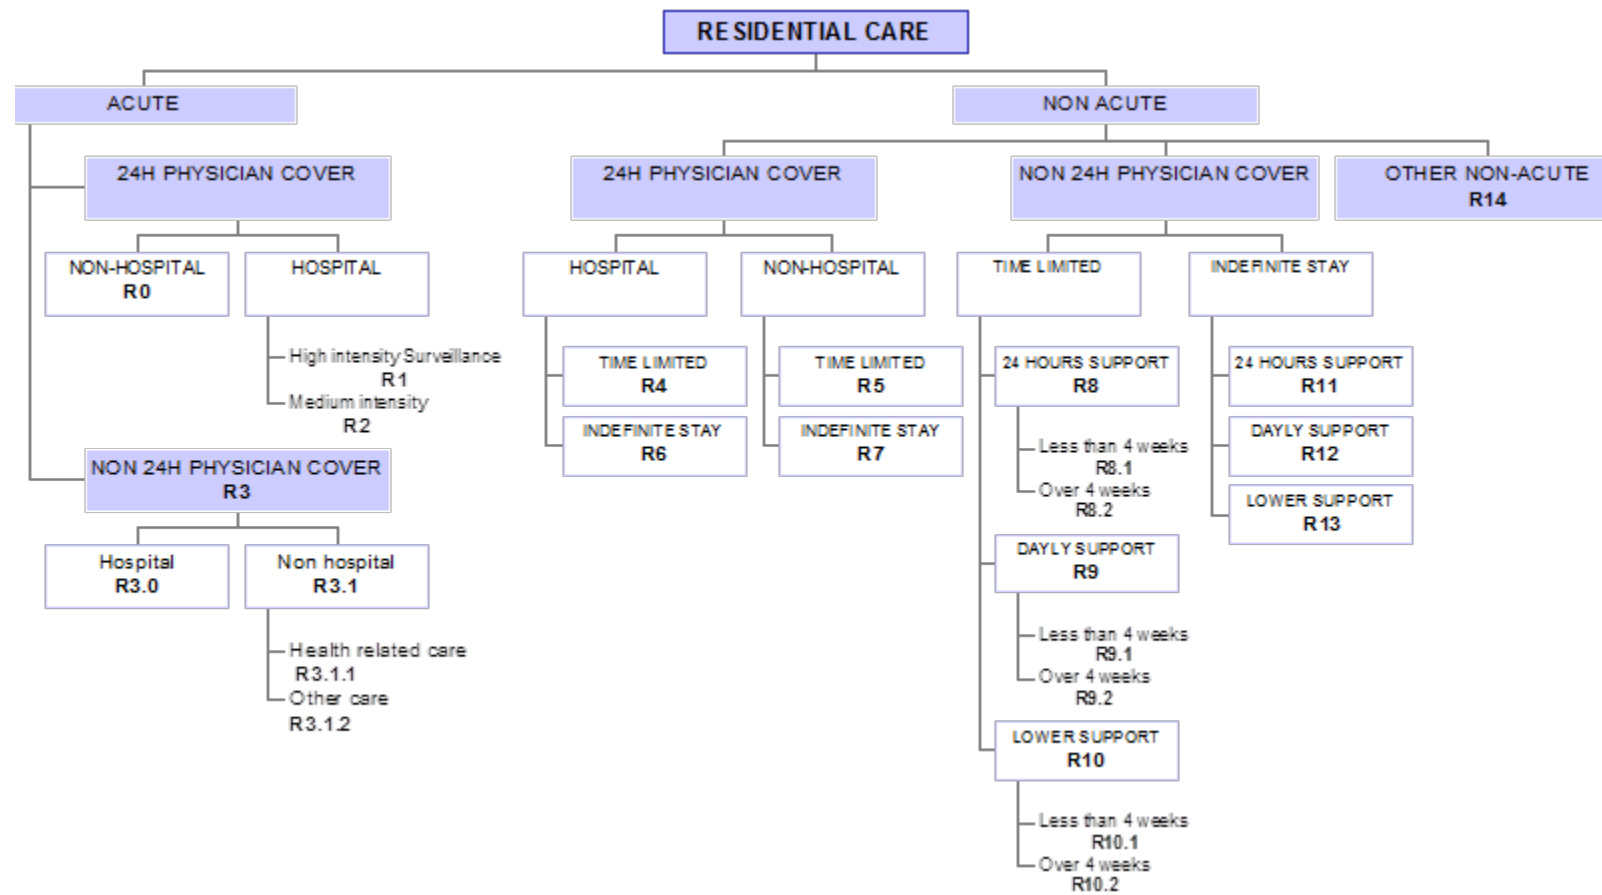 RESIDENTIAL CARE
ACUTE
NON ACUTE
24H PHYSICIAN COVER
24H PHYSICIAN COVER
NON 24H PHYSICIAN COVER
OTHER NON-ACUTE
R14
NON-HOSPITAL
R0
HOSPITAL
HOSPITAL
NON-HOSPITAL
TIME LIMITED
INDEFINITE STAY
High intensity Surveillance
R1
Medium intensity
R2
TIME LIMITED
R4
INDEFINITE STAY
R6
TIME LIMITED
R5
INDEFINITE STAY
R7
24 HOURS SUPPORT
R8
Less than 4 weeks
R8.1
Over 4 weeks
R8.2
24 HOURS SUPPORT
R11
DAYLY SUPPORT
R12
LOWER SUPPORT
R13
NON 24H PHYSICIAN COVER
R3
Hospital
R3.0
Non hospital
R3.1
Health related care
R3.1.1
Other care
R3.1.2
DAYLY SUPPORT
R9
Less than 4 weeks
R9.1
Over 4 weeks
R9.2
LOWER SUPPORT
R10
Less than 4 weeks
R10.1
Over 4 weeks
R10.2